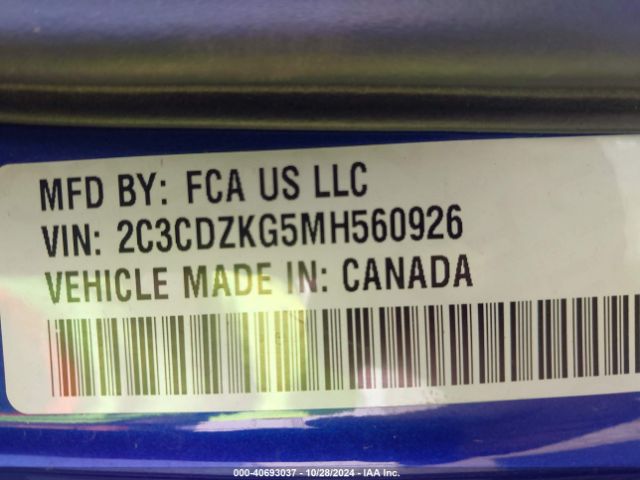 MFD BY: FCA US LLC
VIN: 2C3CDZKG5MH560926
VEHICLE MADE IN: CANADA
000-40693037 - 10/28/2024 - IAA Inc.